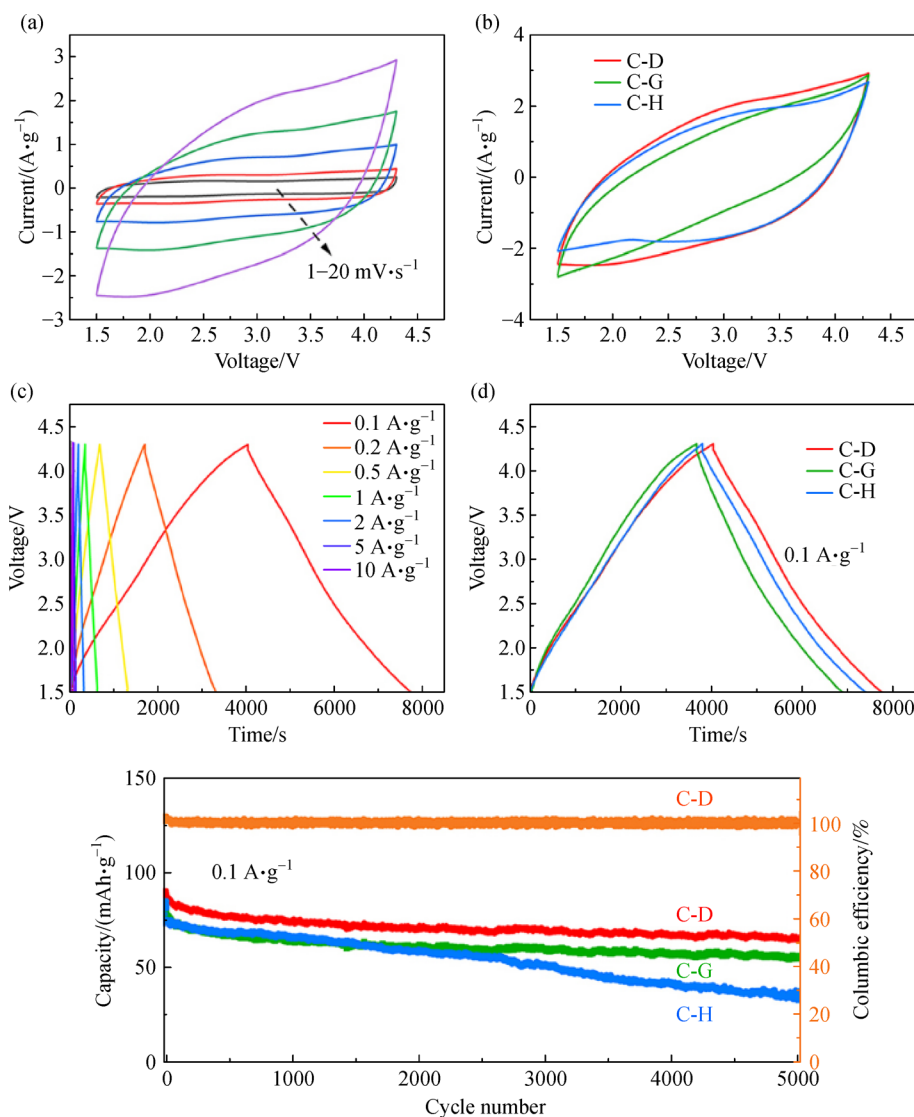 (a)
3
2
1
0
−1
−2
−3
Current/(A•g⁻¹)
1−20 mV•s⁻¹
1.5 2.0 2.5 3.0 3.5 4.0 4.5
Voltage/V
(b)
4
2
0
−2
−4
Current/(A•g⁻¹)
C-D
C-G
C-H
1.5 2.0 2.5 3.0 3.5 4.0 4.5
Voltage/V
(c)
4.5
4.0
3.5
3.0
2.5
2.0
1.5
Voltage/V
0.1 A•g⁻¹
0.2 A•g⁻¹
0.5 A•g⁻¹
1 A•g⁻¹
2 A•g⁻¹
5 A•g⁻¹
10 A•g⁻¹
0 2000 4000 6000 8000
Time/s
(d)
4.5
4.0
3.5
3.0
2.5
2.0
1.5
Voltage/V
C-D
C-G
C-H
0.1 A•g⁻¹
0 2000 4000 6000 8000
Time/s
150
100
50
0
Capacity/(mAh•g⁻¹)
C-D
0.1 A•g⁻¹
C-D
C-G
C-H
100
80
60
40
20
0
Columbic efficiency/%
0 1000 2000 3000 4000 5000
Cycle number